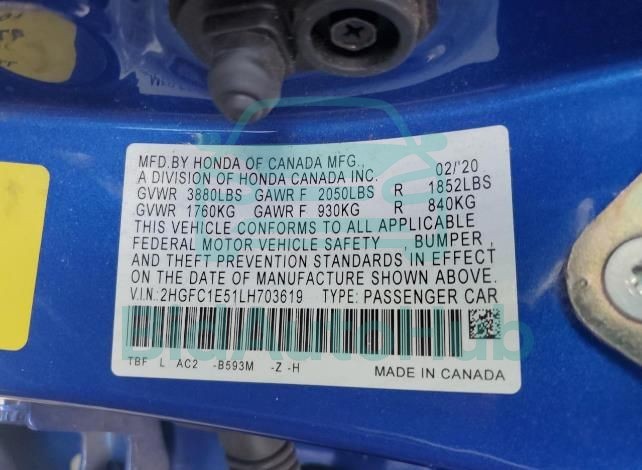 MFD.BY HONDA OF CANADA MFG., 02/'20
A DIVISION OF HONDA CANADA INC.
GVWR 3880LBS GAWR F 2050LBS R 1852LBS
GVWR 1760KG GAWR F 930KG R 840KG
THIS VEHICLE CONFORMS TO ALL APPLICABLE
FEDERAL MOTOR VEHICLE SAFETY , BUMPER ,
AND THEFT PREVENTION STANDARDS IN EFFECT
ON THE DATE OF MANUFACTURE SHOWN ABOVE.
V.I.N.: 2HGFC1E51LH703619 TYPE: PASSENGER CAR
BidAutoHub
TBF L AC2 -B593M -Z -H
MADE IN CANADA